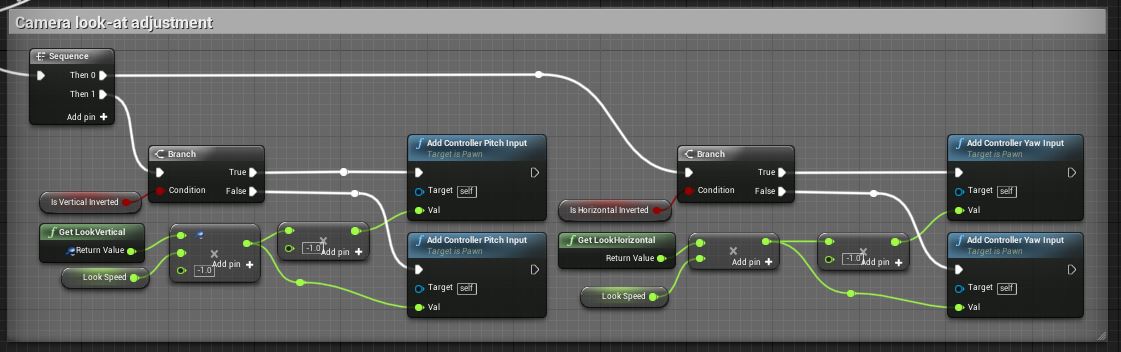 Camera look-at adjustment
Sequence
Then 0
Then 1
Add pin +
Branch
True
Condition
False
Is Vertical Inverted
Get LookVertical
Return Value
Look Speed
-1.0
Add pin +
-1.0
Add pin +
Add Controller Pitch Input
Target is Pawn
Target self
Val
Add Controller Pitch Input
Target is Pawn
Target self
Val
Branch
True
Condition
False
Is Horizontal Inverted
Get LookHorizontal
Return Value
Look Speed
Add pin +
-1.0
Add pin +
Add Controller Yaw Input
Target is Pawn
Target self
Val
Add Controller Yaw Input
Target is Pawn
Target self
Val